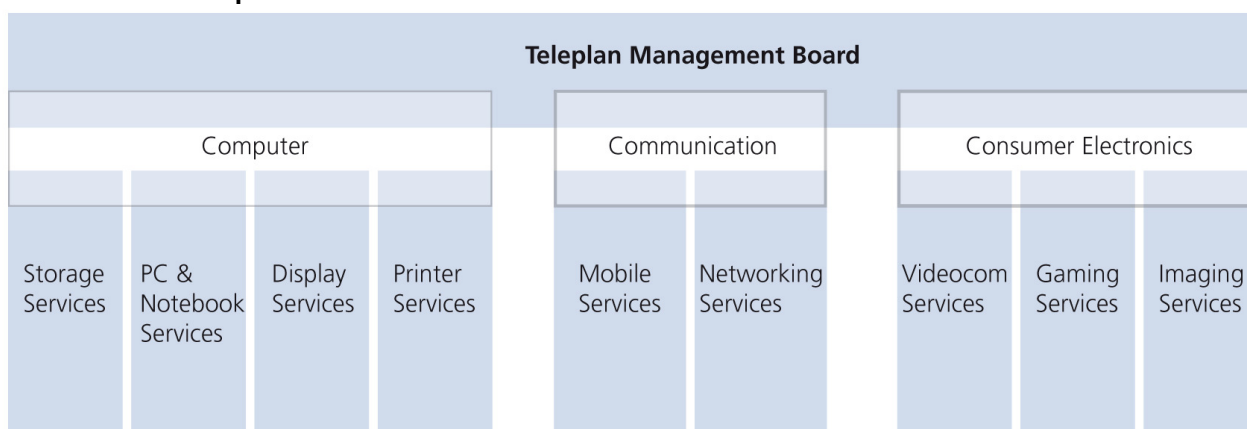 Teleplan Management Board
Computer
Communication
Consumer Electronics
Storage
Services
PC &
Notebook
Services
Display
Services
Printer
Services
Mobile
Services
Networking
Services
Videocom
Services
Gaming
Services
Imaging
Services